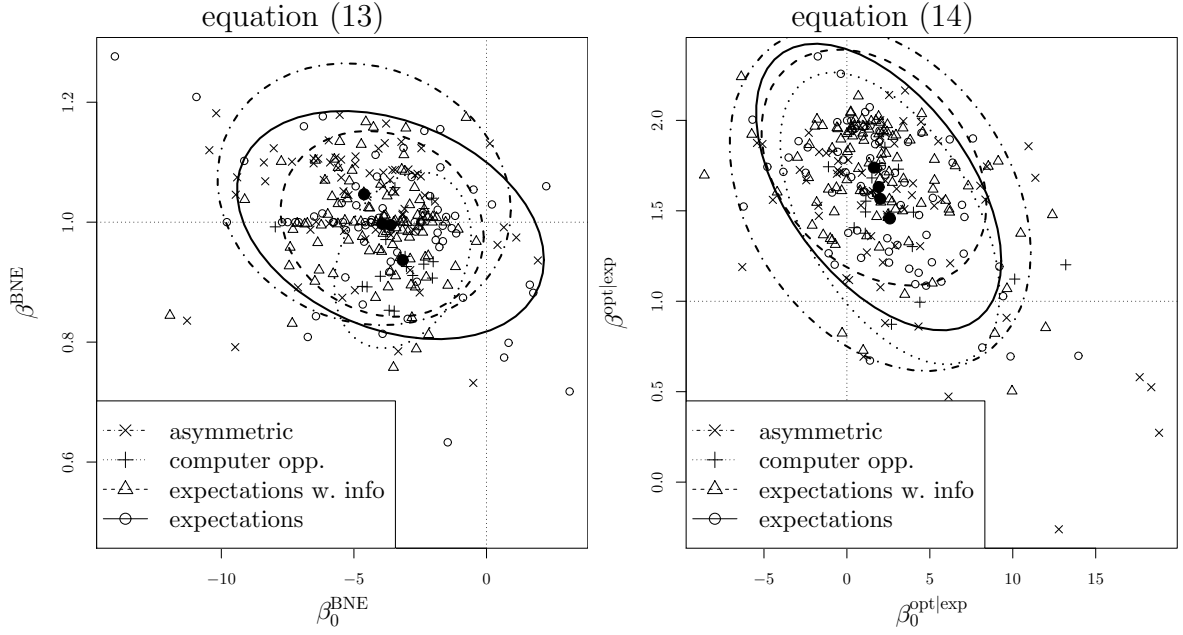 equation (13)
1.2
1.0
0.8
0.6
β^BNE
asymmetric
computer opp.
expectations w. info
expectations
−10
−5
0
β₀^BNE
equation (14)
2.0
1.5
1.0
0.5
0.0
β^opt|exp
asymmetric
computer opp.
expectations w. info
expectations
−5
0
5
10
15
β₀^opt|exp